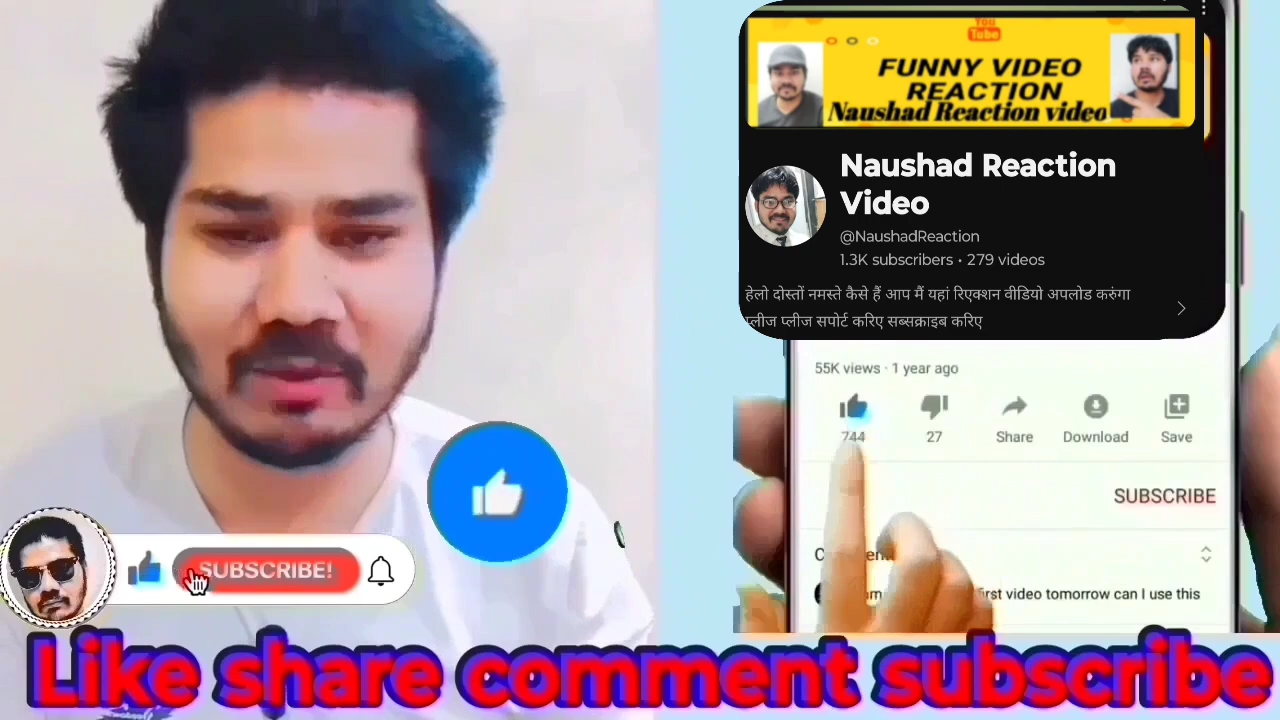 You
Tube
FUNNY VIDEO
REACTION
Naushad Reaction video
Naushad Reaction
Video
@NaushadReaction
1.3K subscribers • 279 videos
हेलो दोस्तों नमस्ते कैसे हैं आप मैं यहां रिएक्शन वीडियो अपलोड करुंगा
प्लीज प्लीज सपोर्ट करिए सब्सक्राइब करिए
55K views · 1 year ago
744
27
Share
Download
Save
SUBSCRIBE
video tomorrow can I use this
SUBSCRIBE!
Like share comment subscribe